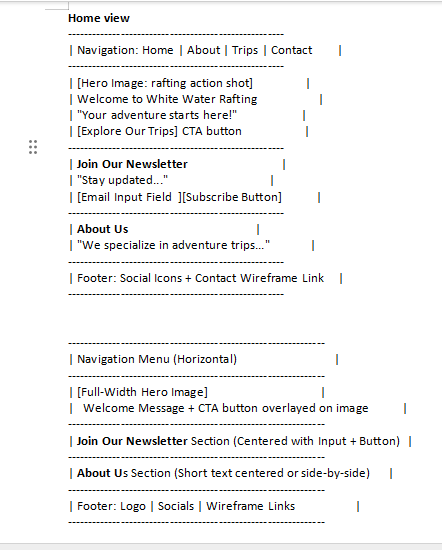 Home view
------------------------------------------------------
| Navigation: Home | About | Trips | Contact |
------------------------------------------------------
| [Hero Image: rafting action shot] |
| Welcome to White Water Rafting |
| "Your adventure starts here!" |
| [Explore Our Trips] CTA button |
------------------------------------------------------
| Join Our Newsletter |
| "Stay updated..." |
| [Email Input Field ][Subscribe Button] |
------------------------------------------------------
| About Us |
| "We specialize in adventure trips..." |
------------------------------------------------------
| Footer: Social Icons + Contact Wireframe Link |
------------------------------------------------------
----------------------------------------------------------------
| Navigation Menu (Horizontal) |
----------------------------------------------------------------
| [Full-Width Hero Image] |
| Welcome Message + CTA button overlayed on image |
----------------------------------------------------------------
| Join Our Newsletter Section (Centered with Input + Button) |
----------------------------------------------------------------
| About Us Section (Short text centered or side-by-side) |
----------------------------------------------------------------
| Footer: Logo | Socials | Wireframe Links |
----------------------------------------------------------------